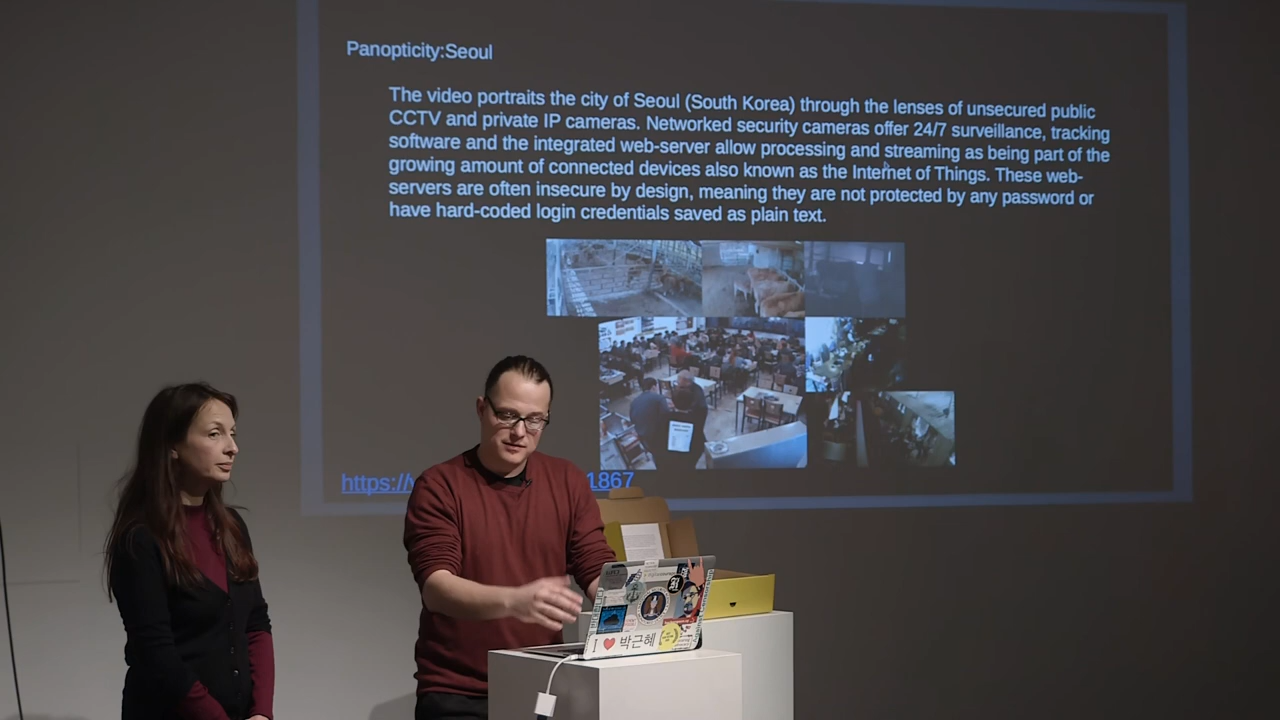 Panopticity:Seoul
The video portraits the city of Seoul (South Korea) through the lenses of unsecured public
CCTV and private IP cameras. Networked security cameras offer 24/7 surveillance, tracking
software and the integrated web-server allow processing and streaming as being part of the
growing amount of connected devices also known as the Internet of Things. These web-
servers are often insecure by design, meaning they are not protected by any password or
have hard-coded login credentials saved as plain text.
https:// 1867
I ♥ 박근혜